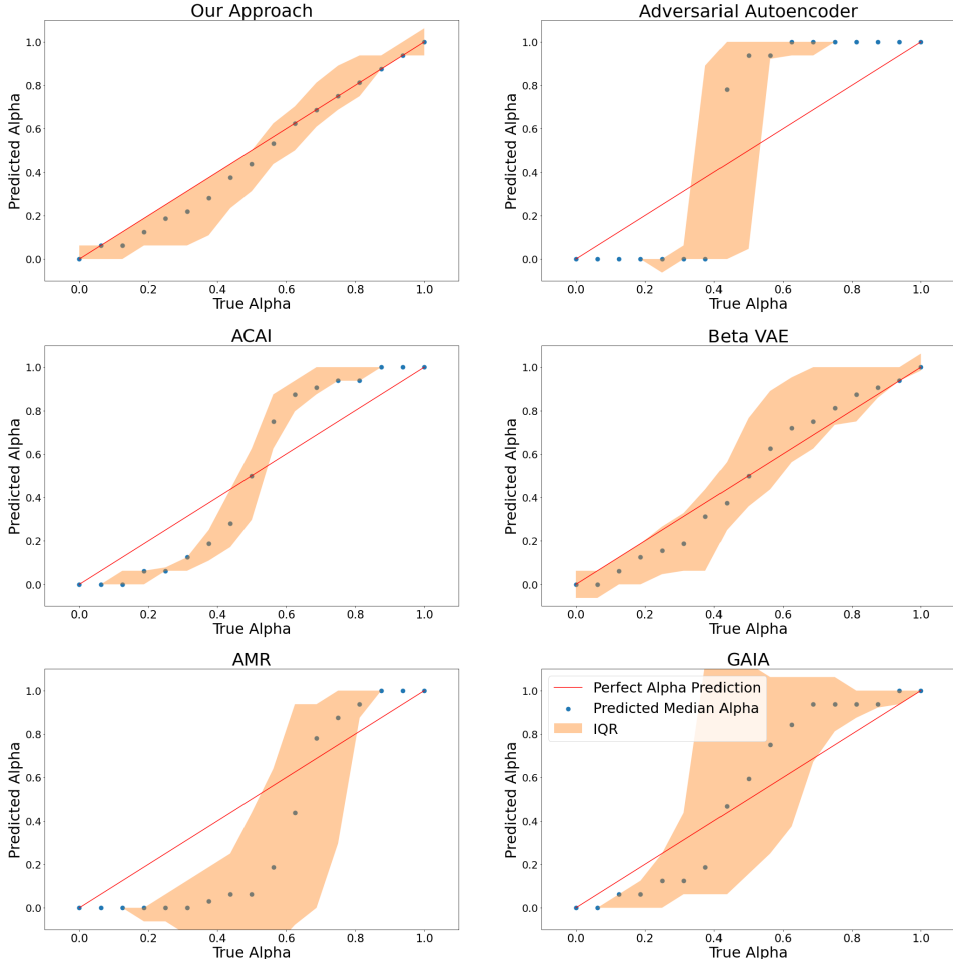 Our Approach
Predicted Alpha
1.0
0.8
0.6
0.4
0.2
0.0
0.0 0.2 0.4 0.6 0.8 1.0
True Alpha
Adversarial Autoencoder
Predicted Alpha
1.0
0.8
0.6
0.4
0.2
0.0
0.0 0.2 0.4 0.6 0.8 1.0
True Alpha
ACAI
Predicted Alpha
1.0
0.8
0.6
0.4
0.2
0.0
0.0 0.2 0.4 0.6 0.8 1.0
True Alpha
Beta VAE
Predicted Alpha
1.0
0.8
0.6
0.4
0.2
0.0
0.0 0.2 0.4 0.6 0.8 1.0
True Alpha
AMR
Predicted Alpha
1.0
0.8
0.6
0.4
0.2
0.0
0.0 0.2 0.4 0.6 0.8 1.0
True Alpha
GAIA
Perfect Alpha Prediction
Predicted Median Alpha
IQR
Predicted Alpha
1.0
0.8
0.6
0.4
0.2
0.0
0.0 0.2 0.4 0.6 0.8 1.0
True Alpha